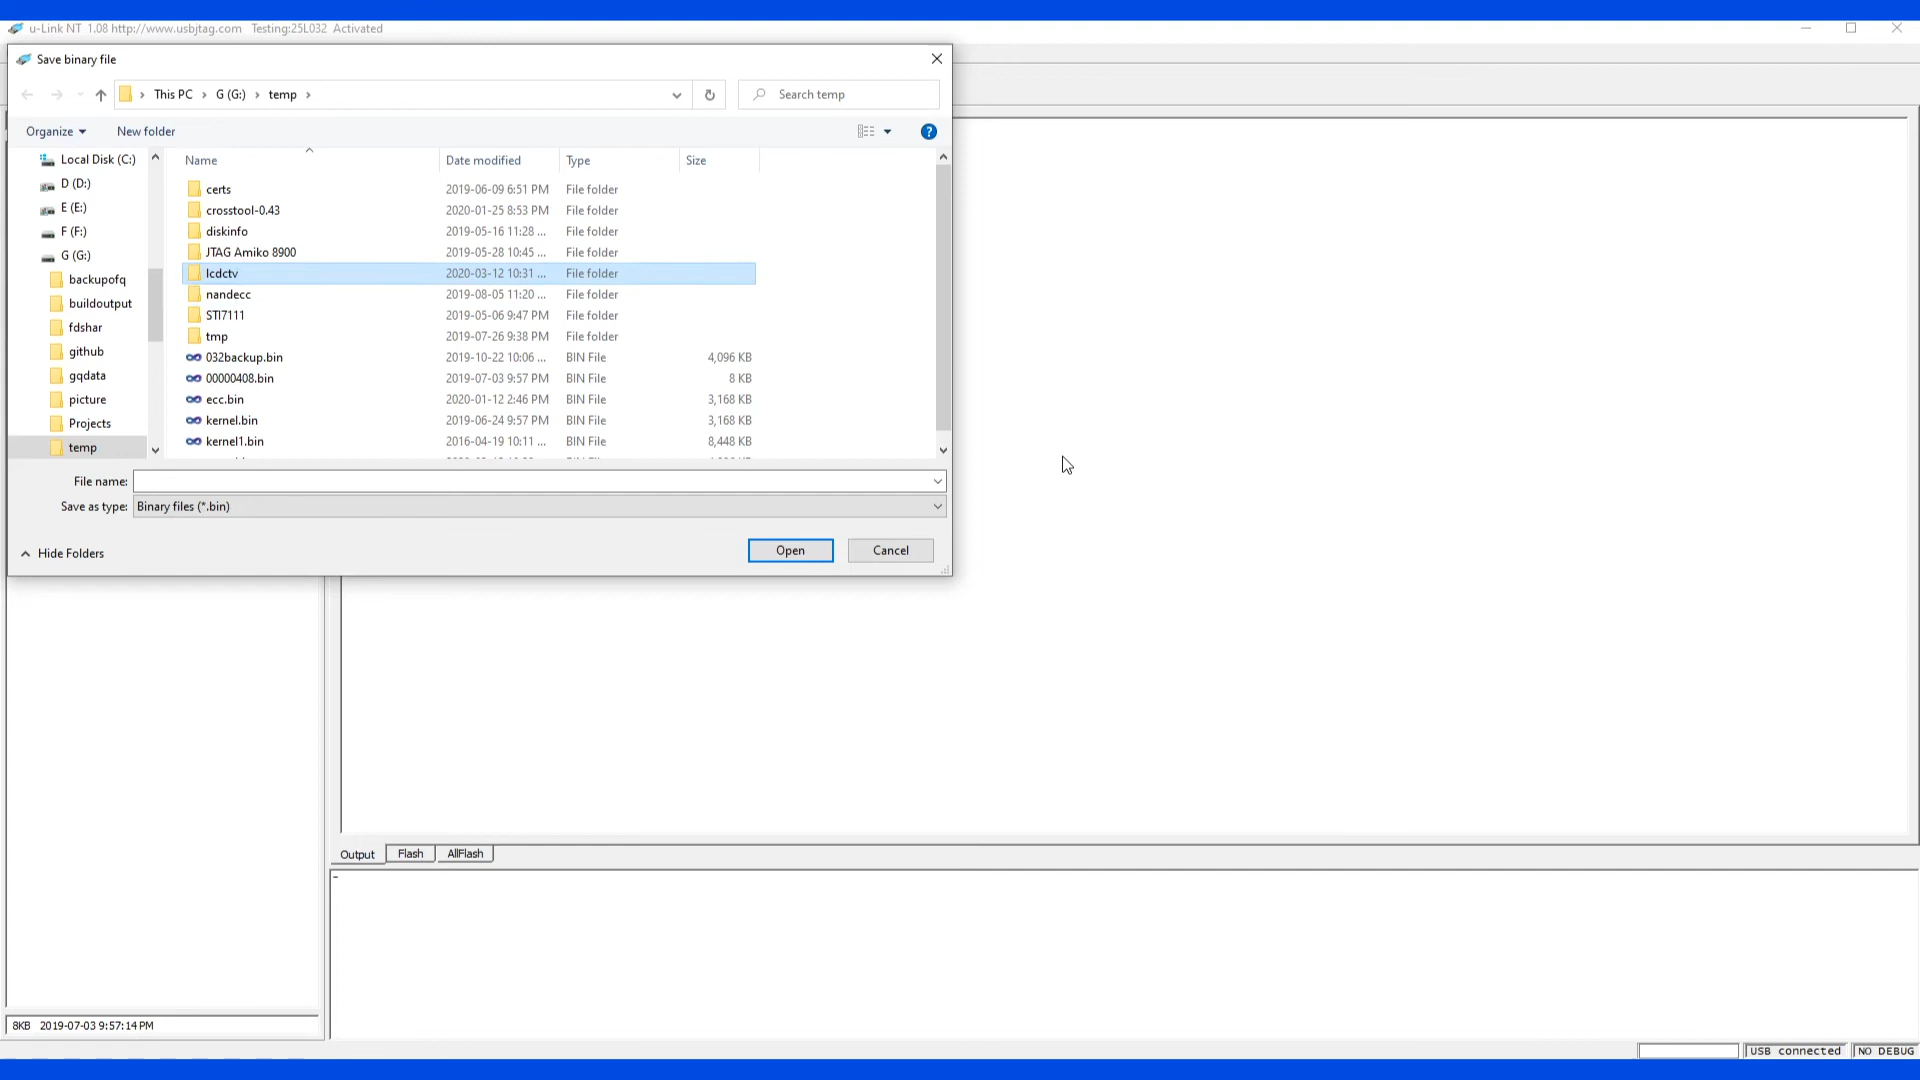 u-Link NT 1.08 http://www.usbjtag.com Testing:25L032 Activated
Save binary file
This PC > G (G:) > temp >
Search temp
Organize New folder
?
Name Date modified Type Size
Local Disk (C:)
D (D:)
E (E:)
F (F:)
G (G:)
backupofq
buildoutput
fdshar
github
gqdata
picture
Projects
temp
certs 2019-06-09 6:51 PM File folder
crosstool-0.43 2020-01-25 8:53 PM File folder
diskinfo 2019-05-16 11:28 ... File folder
JTAG Amiko 8900 2019-05-28 10:45 ... File folder
lcdctv 2020-03-12 10:31 ... File folder
nandecc 2019-08-05 11:20 ... File folder
STI7111 2019-05-06 9:47 PM File folder
tmp 2019-07-26 9:38 PM File folder
032backup.bin 2019-10-22 10:06 ... BIN File 4,096 KB
00000408.bin 2019-07-03 9:57 PM BIN File 8 KB
ecc.bin 2020-01-12 2:46 PM BIN File 3,168 KB
kernel.bin 2019-06-24 9:57 PM BIN File 3,168 KB
kernel1.bin 2016-04-19 10:11 ... BIN File 8,448 KB
File name:
Save as type: Binary files (*.bin)
Hide Folders
Open Cancel
Output Flash AllFlash
-
8KB 2019-07-03 9:57:14 PM
USB connected NO DEBUG